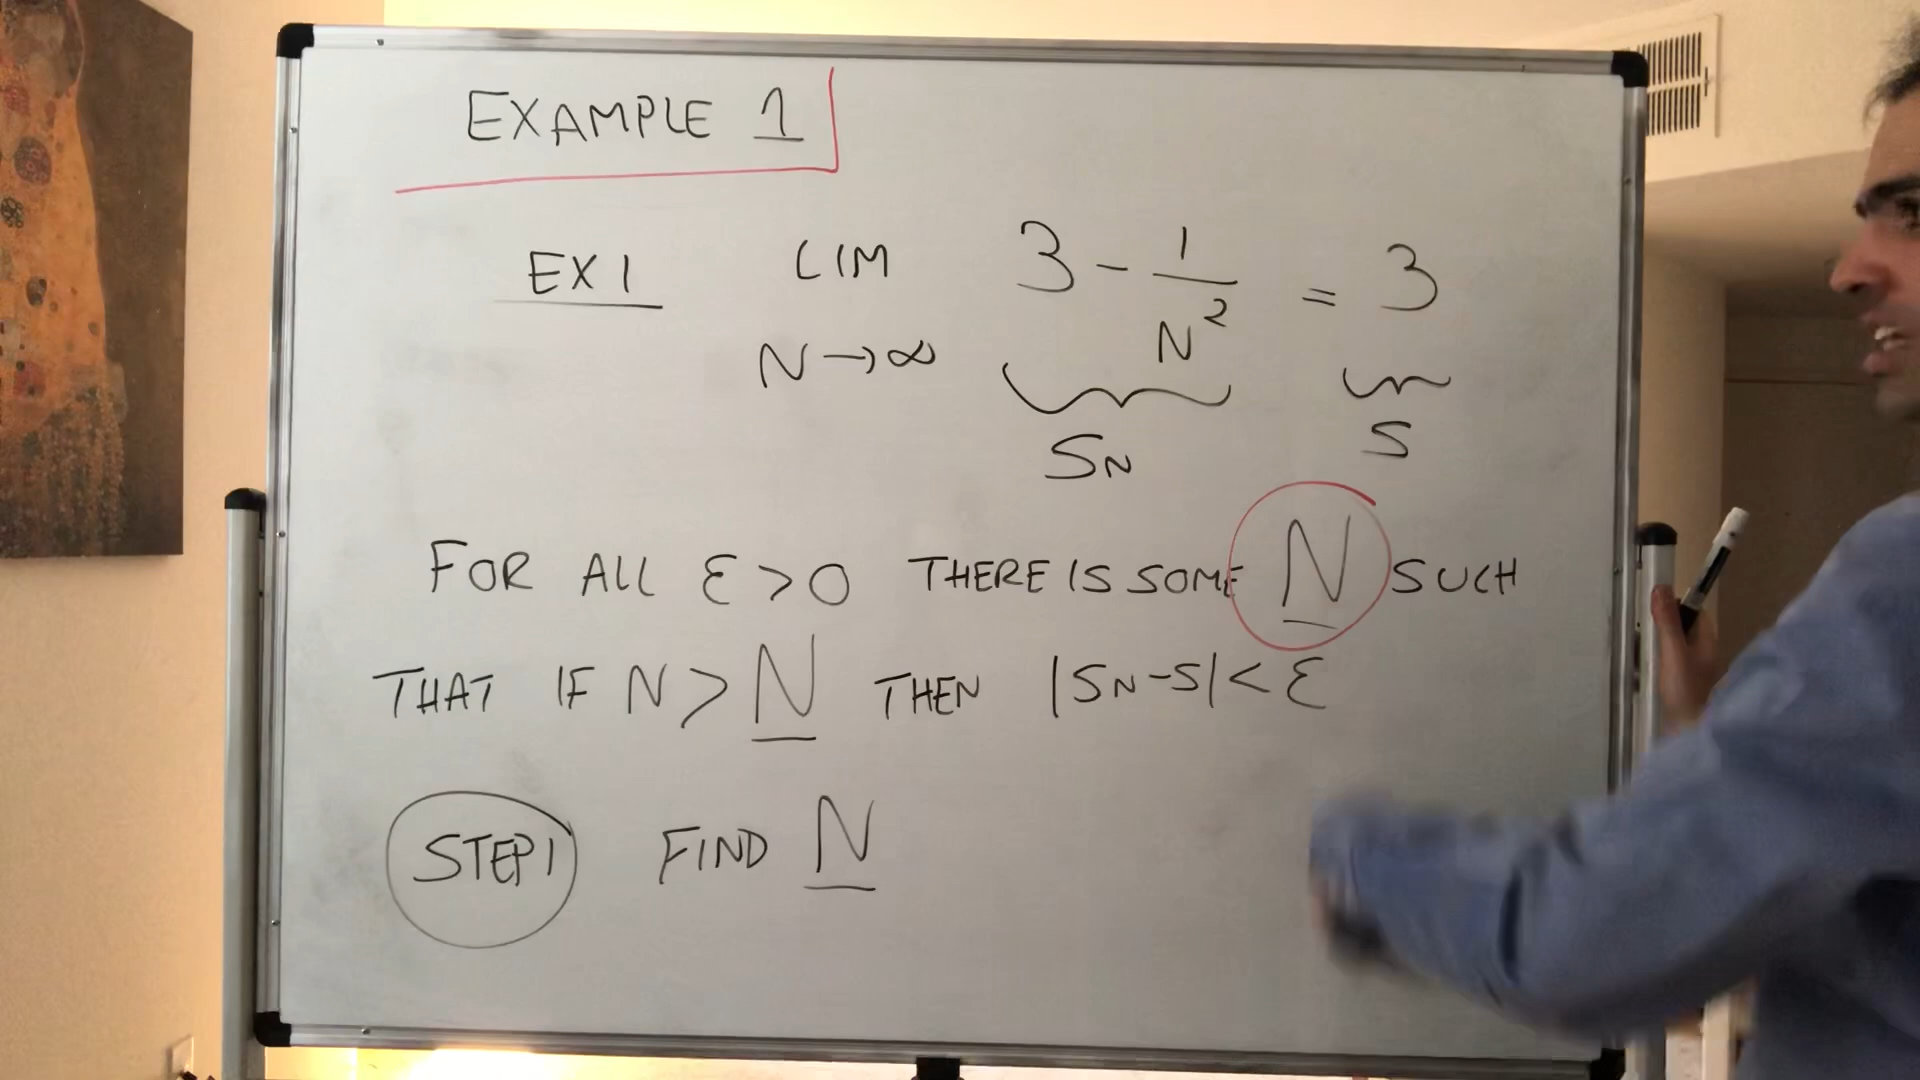 EXAMPLE 1
EX 1 LIM N→∞ 3 - 1/N² = 3
SN S
FOR ALL ε>0 THERE IS SOME N SUCH
THAT IF N > N THEN |SN-S| < ε
STEP 1 FIND N